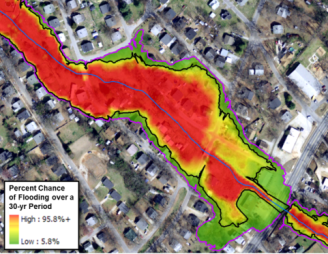 Percent Chance
of Flooding over a
30-yr Period
High : 95.8%+
Low : 5.8%